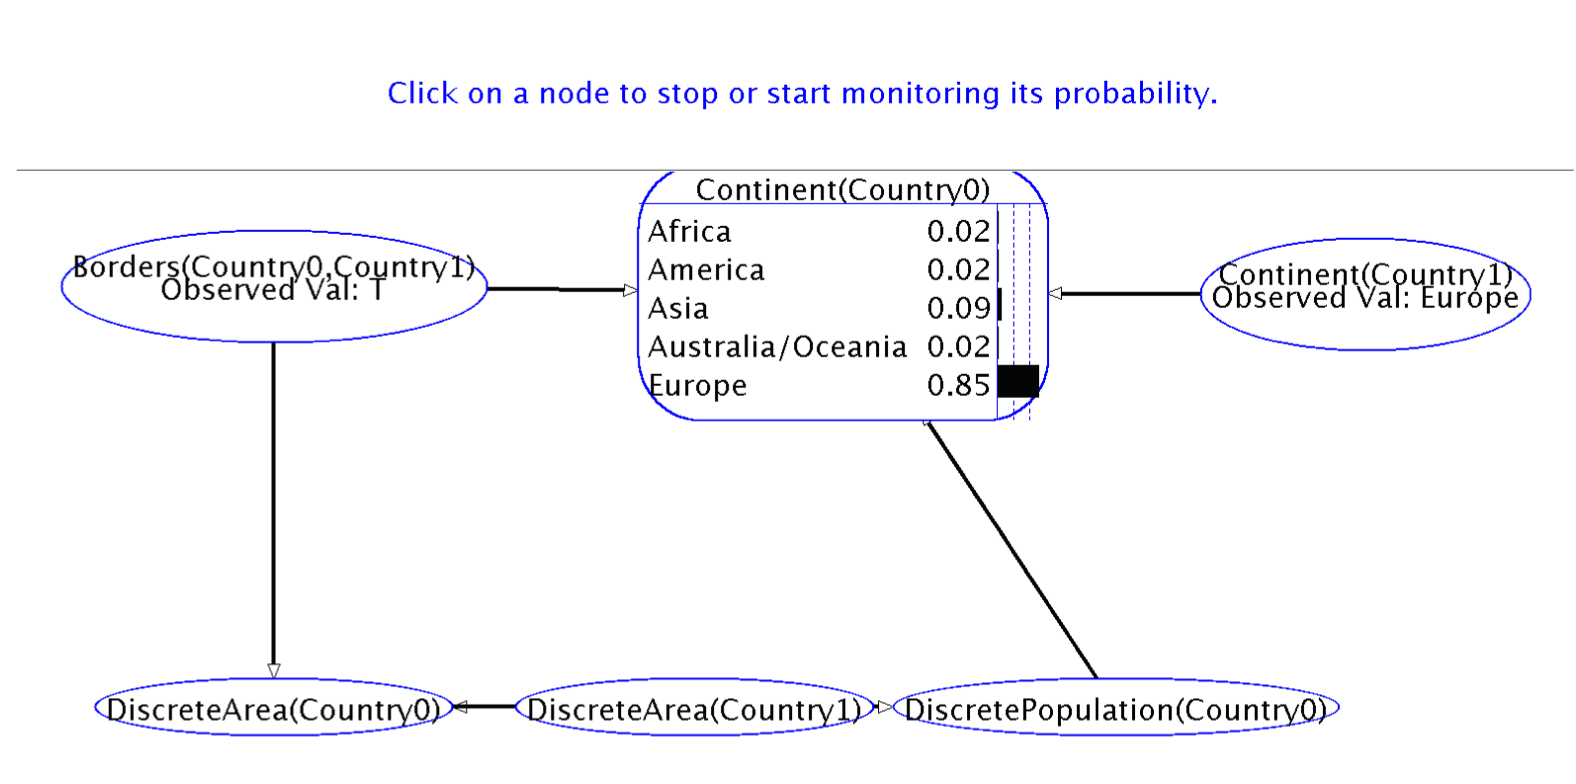 Click on a node to stop or start monitoring its probability.
Continent(Country0)
Africa 0.02
America 0.02
Asia 0.09
Australia/Oceania 0.02
Europe 0.85
Borders(Country0,Country1)
Observed Val: T
Continent(Country1)
Observed Val: Europe
DiscreteArea(Country0)
DiscreteArea(Country1)
DiscretePopulation(Country0)